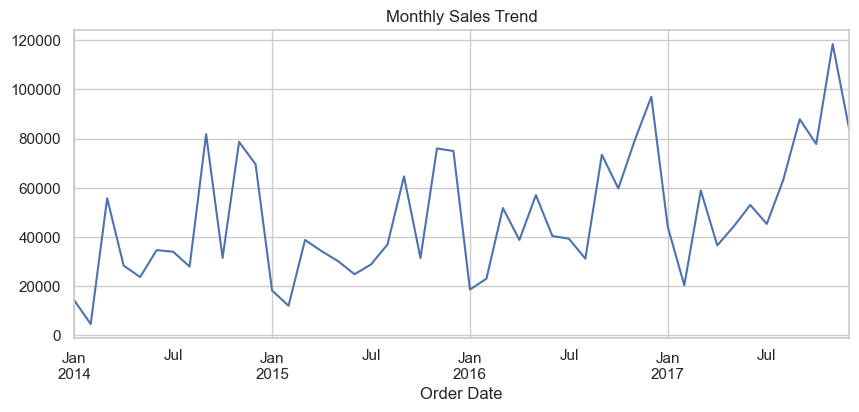 Monthly Sales Trend
120000
100000
80000
60000
40000
20000
0
Jan Jul Jan Jul Jan Jul Jan Jul
2014 2015 2016 2017
Order Date